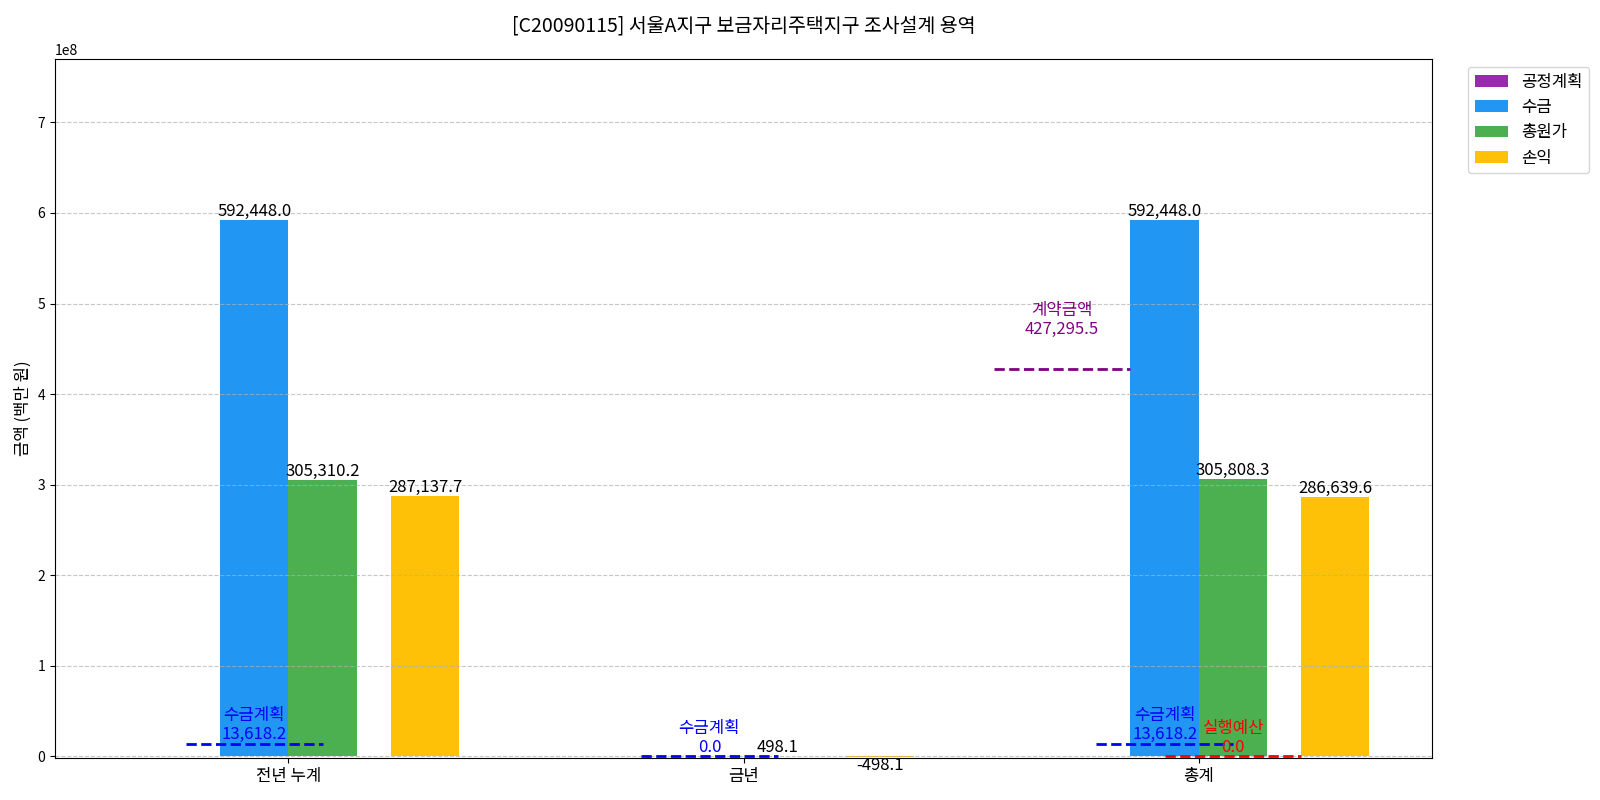 [C20090115] 서울A지구 보금자리주택지구 조사설계 용역
1e8
공정계획
수금
총원가
손익
7
6
5
4
3
2
1
0
금액 (백만 원)
592,448.0
305,310.2
287,137.7
수금계획
13,618.2
수금계획
0.0
498.1
-498.1
계약금액
427,295.5
592,448.0
305,808.3
286,639.6
수금계획
13,618.2
실행예산
0.0
전년 누계
금년
총계